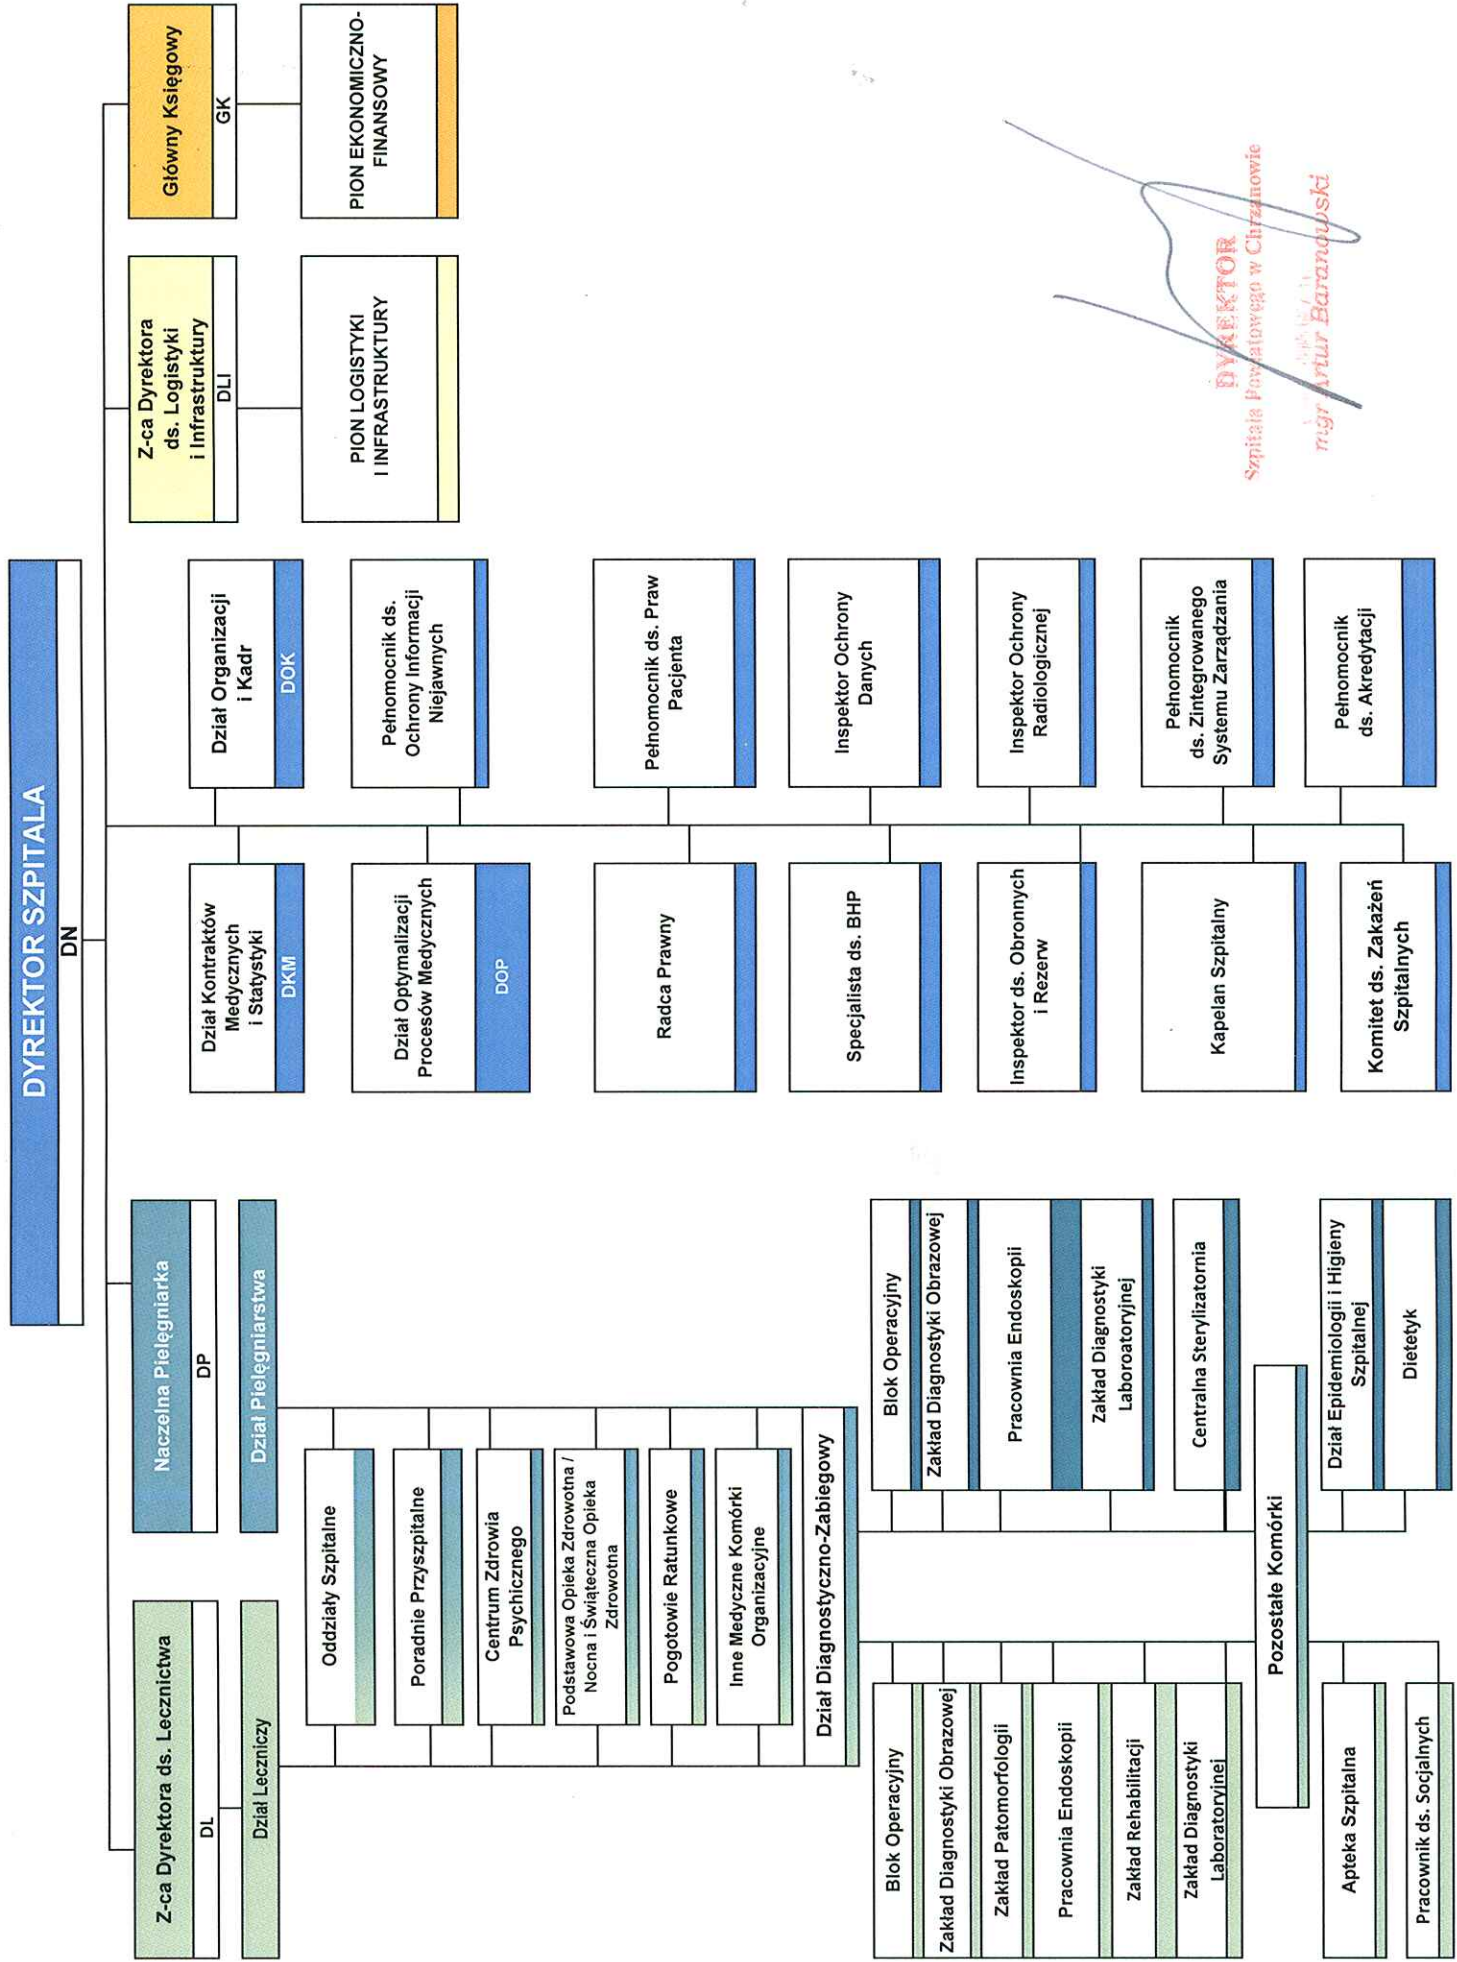 DYREKTOR SZPITALA
DN
Z-ca Dyrektora ds. Lecznictwa
DL
Dział Leczniczy
Naczelna Pielęgniarka
DP
Dział Pielęgniarstwa
Oddziały Szpitalne
Poradnie Przyszpitalne
Centrum Zdrowia
Psychicznego
Podstawowa Opieka Zdrowotna /
Nocna i Świąteczna Opieka
Zdrowotna
Pogotowie Ratunkowe
Inne Medyczne Komórki
Organizacyjne
Dział Diagnostyczno-Zabiegowy
Blok Operacyjny
Zakład Diagnostyki Obrazowej
Zakład Patomorfologii
Pracownia Endoskopii
Zakład Rehabilitacji
Zakład Diagnostyki
Laboratoryjnej
Blok Operacyjny
Zakład Diagnostyki Obrazowej
Pracownia Endoskopii
Zakład Diagnostyki
Laboroatoryjnej
Centralna Sterylizatornia
Pozostałe Komórki
Apteka Szpitalna
Pracownik ds. Socjalnych
Dział Epidemiologii i Higieny
Szpitalnej
Dietetyk
Dział Kontraktów
Medycznych
i Statystyki
DKM
Dział Optymalizacji
Procesów Medycznych
DOP
Radca Prawny
Specjalista ds. BHP
Inspektor ds. Obronnych
i Rezerw
Kapelan Szpitalny
Komitet ds. Zakażeń
Szpitalnych
Dział Organizacji
i Kadr
DOK
Pełnomocnik ds.
Ochrony Informacji
Niejawnych
Pełnomocnik ds. Praw
Pacjenta
Inspektor Ochrony
Danych
Inspektor Ochrony
Radiologicznej
Pełnomocnik
ds. Zintegrowanego
Systemu Zarządzania
Pełnomocnik
ds. Akredytacji
Z-ca Dyrektora
ds. Logistyki
i Infrastruktury
DLI
PION LOGISTYKI
I INFRASTRUKTURY
Główny Księgowy
GK
PION EKONOMICZNO-
FINANSOWY
DYREKTOR
Szpitala Powiatowego w Chrzanowie
mgr Artur Baranowski